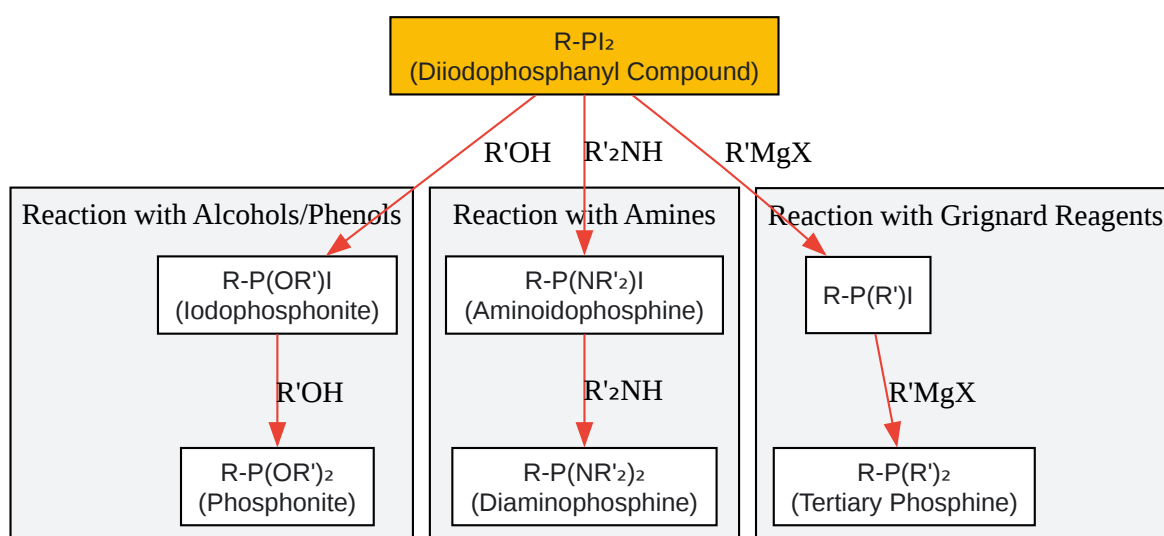 R-PI₂
(Diiodophosphanyl Compound)
R'OH
R'₂NH
R'MgX
Reaction with Alcohols/Phenols
Reaction with Amines
Reaction with Grignard Reagents
R-P(OR')I
(Iodophosphonite)
R-P(NR'₂)I
(Aminoidophosphine)
R-P(R')I
R'OH
R'₂NH
R'MgX
R-P(OR')₂
(Phosphonite)
R-P(NR'₂)₂
(Diaminophosphine)
R-P(R')₂
(Tertiary Phosphine)